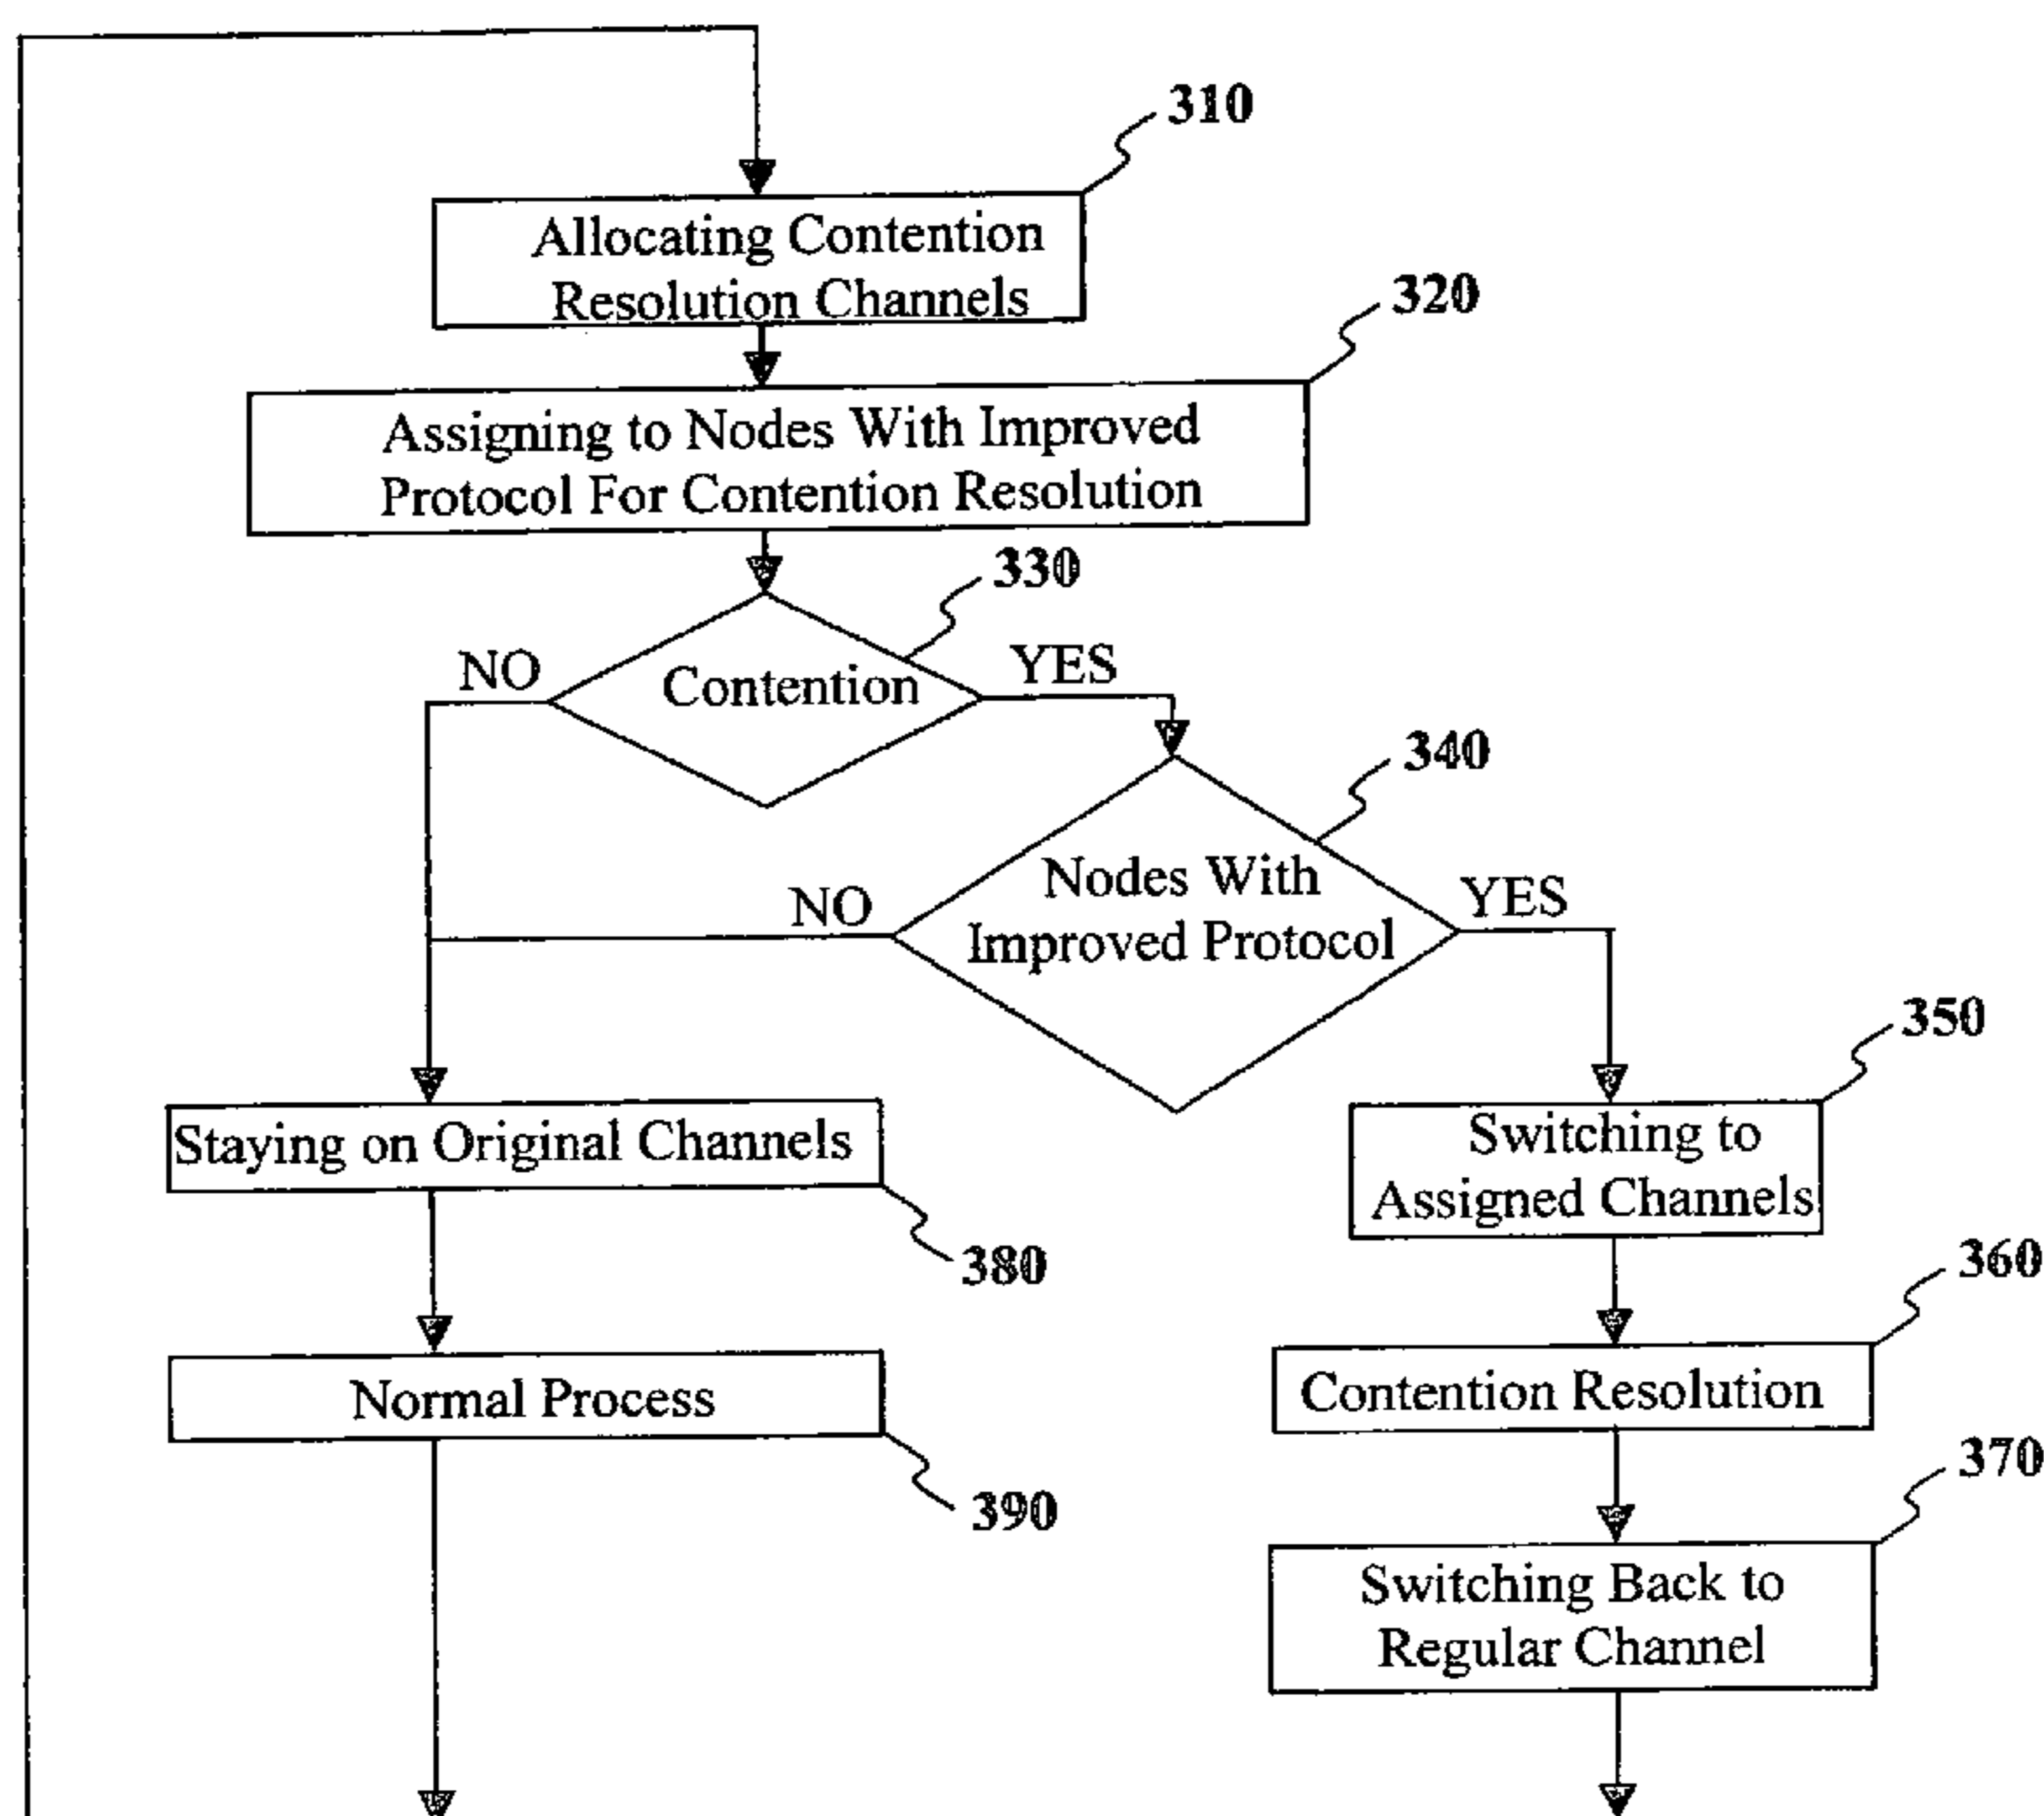 310
Allocating Contention
Resolution Channels
320
Assigning to Nodes With Improved
Protocol For Contention Resolution
330
NO
Contention
YES
340
NO
Nodes With
Improved Protocol
YES
350
Staying on Original Channels
Switching to
Assigned Channels
380
360
Normal Process
Contention Resolution
370
390
Switching Back to
Regular Channel